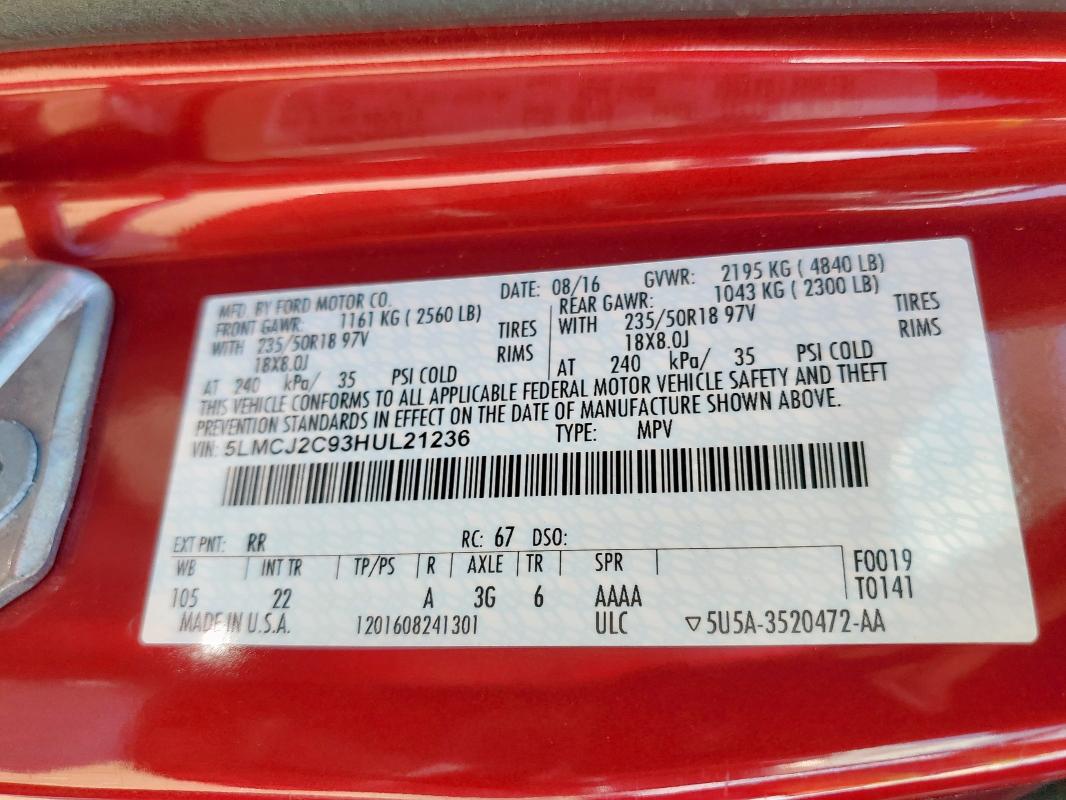 MFD. BY FORD MOTOR CO. DATE: 08/16 GVWR: 2195 KG ( 4840 LB)
FRONT GAWR: 1161 KG ( 2560 LB) REAR GAWR: 1043 KG ( 2300 LB)
WITH 235/50R18 97V TIRES WITH 235/50R18 97V TIRES
18X8.0J RIMS 18X8.0J RIMS
AT 240 kPa/ 35 PSI COLD AT 240 kPa/ 35 PSI COLD
THIS VEHICLE CONFORMS TO ALL APPLICABLE FEDERAL MOTOR VEHICLE SAFETY AND THEFT
PREVENTION STANDARDS IN EFFECT ON THE DATE OF MANUFACTURE SHOWN ABOVE.
VIN: 5LMCJ2C93HUL21236 TYPE: MPV
EXT PNT: RR RC: 67 DSO:
WB INT TR TP/PS R AXLE TR SPR F0019
105 22 A 3G 6 AAAA T0141
MADE IN U.S.A. 1201608241301 ULC ▽5U5A-3520472-AA